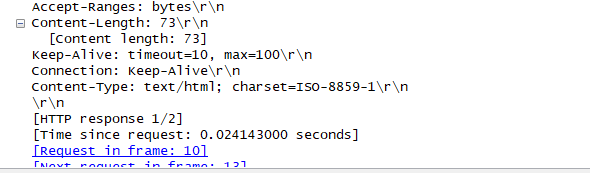 Accept-Ranges: bytes\r\n
Content-Length: 73\r\n
[Content length: 73]
Keep-Alive: timeout=10, max=100\r\n
Connection: Keep-Alive\r\n
Content-Type: text/html; charset=ISO-8859-1\r\n
\r\n
[HTTP response 1/2]
[Time since request: 0.024143000 seconds]
[Request in frame: 10]
[Next request in frame: 13]